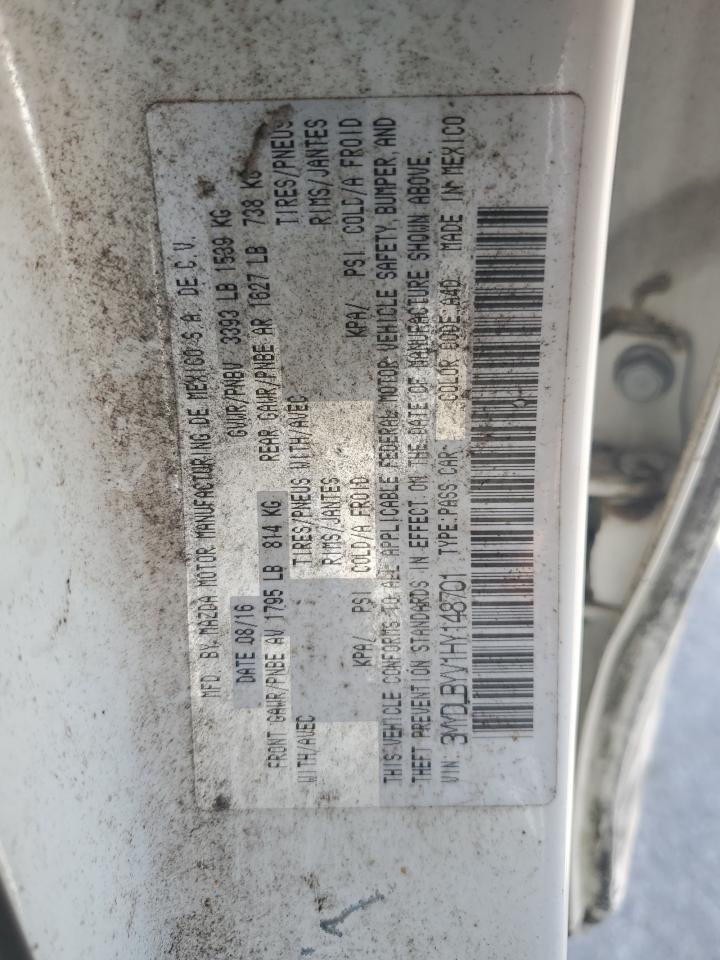 MFD. BY MAZDA MOTOR MANUFACTURING DE MEXICO S.A. DE C.V.
DATE 08/16 GVWR/PNBV 3393 LB 1539 KG
FRONT GAWR/PNBE AV 1795 LB 814 KG REAR GAWR/PNBE AR 1627 LB 738 KG
WITH/AVEC TIRES/PNEUS WITH/AVEC TIRES/PNEUS
RIMS/JANTES RIMS/JANTES
KPA/ PSI COLD/A FROID KPA/ PSI COLD/A FROID
THIS VEHICLE CONFORMS TO ALL APPLICABLE FEDERAL MOTOR VEHICLE SAFETY, BUMPER, AND
THEFT PREVENTION STANDARDS IN EFFECT ON THE DATE OF MANUFACTURE SHOWN ABOVE.
VIN: 3MYDLBYV1HY148701 TYPE: PASS CAR COLOR CODE A4D MADE IN MEXICO